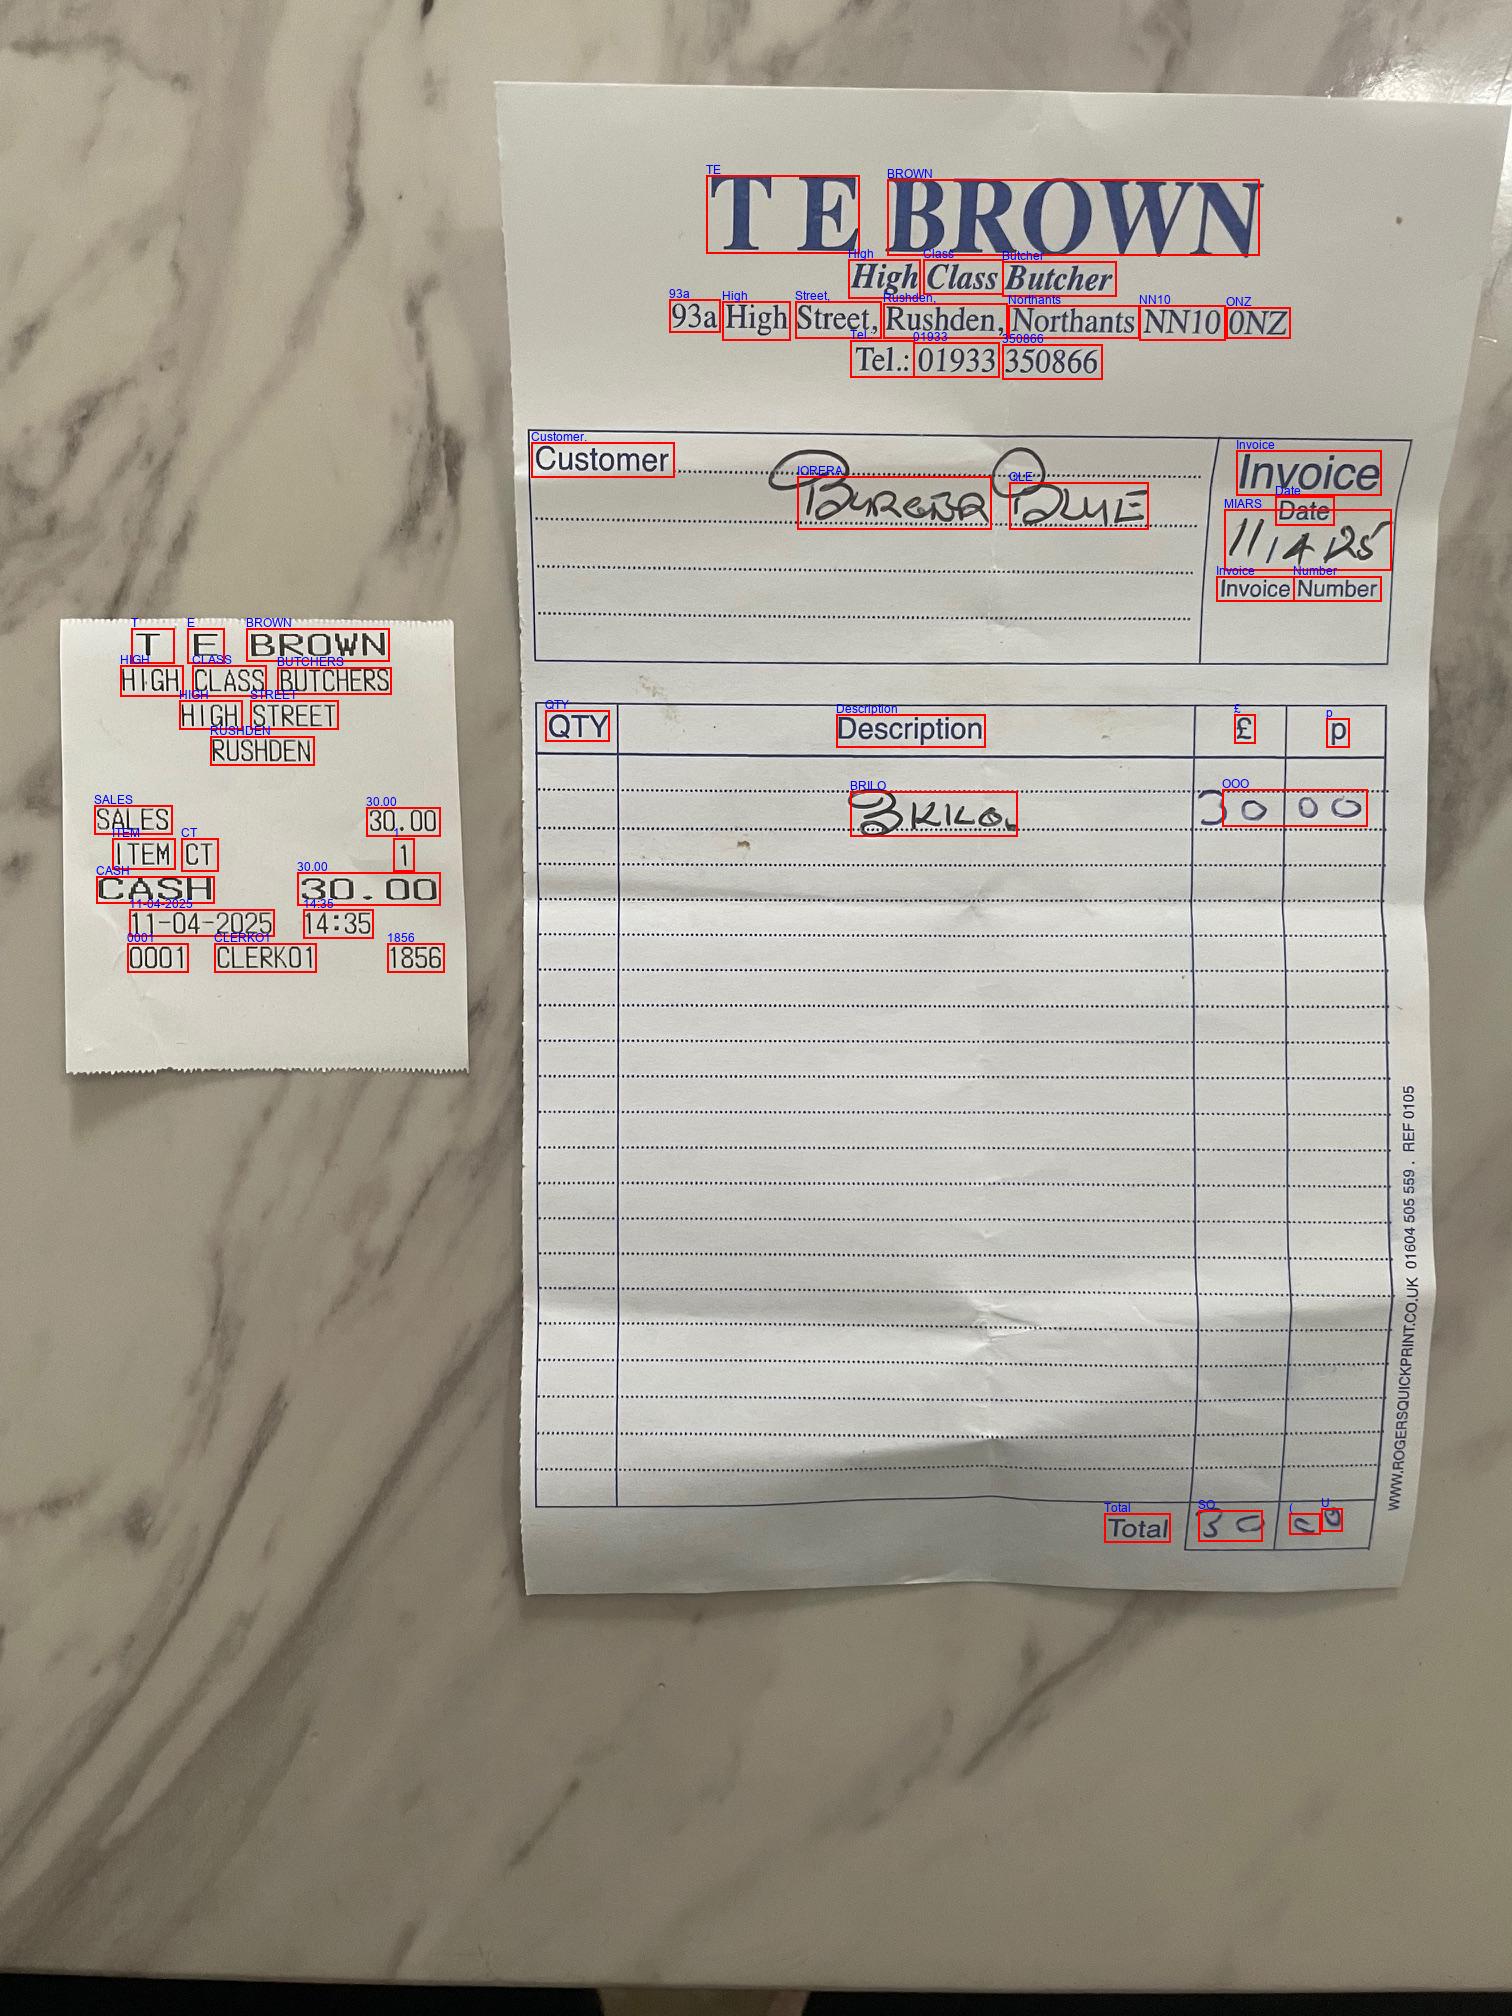 T E BROWN
High Class Butcher
93a High Street, Rushden, Northants NN10 0NZ
Tel.: 01933 350866
Customer
BURGER BLUE
Invoice
Date
11/4/25
Invoice Number
QTY Description £ p
3 KILO. 30 00
Total 30 00
WWW.ROGERSQUICKPRINT.CO.UK 01604 505 559 . REF 0105
T E BROWN
HIGH CLASS BUTCHERS
HIGH STREET
RUSHDEN
SALES 30.00
ITEM CT 1
CASH 30.00
11-04-2025 14:35
0001 CLERK01 1856